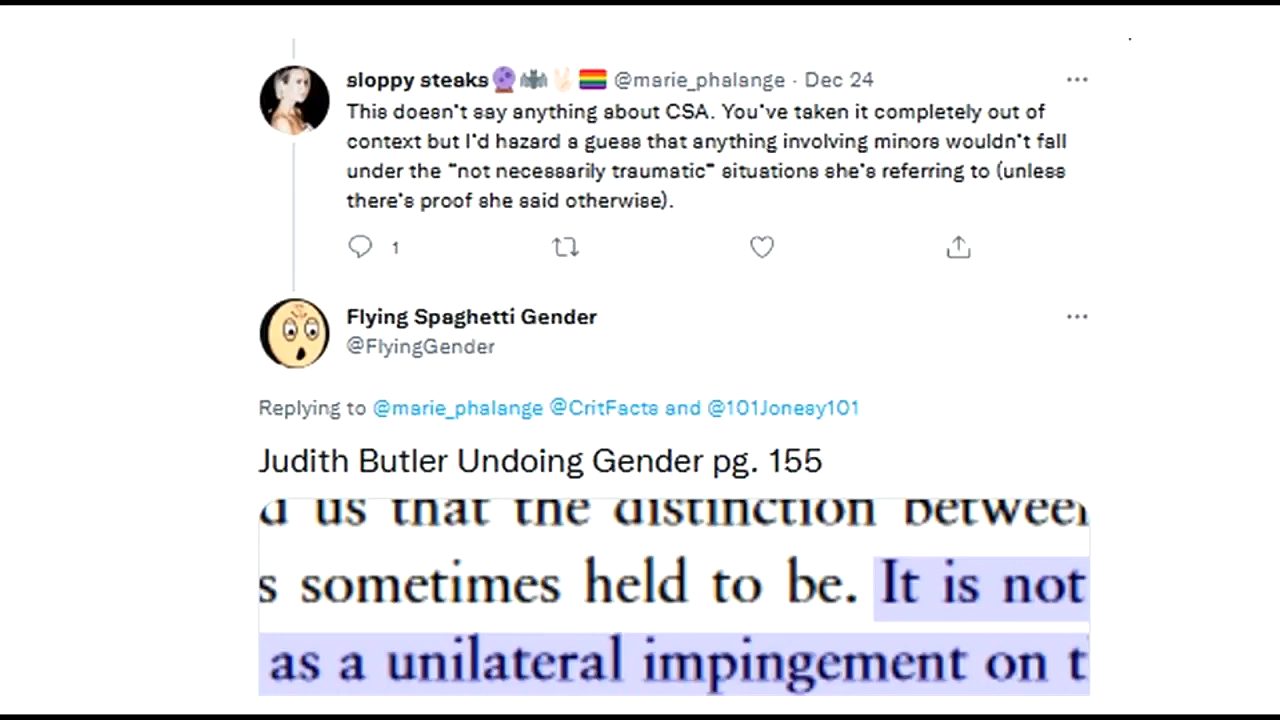 sloppy steaks🔮🦇🤘🏻🏳️‍🌈 @marie_phalange · Dec 24
This doesn't say anything about CSA. You've taken it completely out of
context but I'd hazard a guess that anything involving minors wouldn't fall
under the "not necessarily traumatic" situations she's referring to (unless
there's proof she said otherwise).
1
Flying Spaghetti Gender
@FlyingGender
Replying to @marie_phalange @CritFacts and @101Jonesy101
Judith Butler Undoing Gender pg. 155
d us that the distinction between
s sometimes held to be. It is not
as a unilateral impingement on t